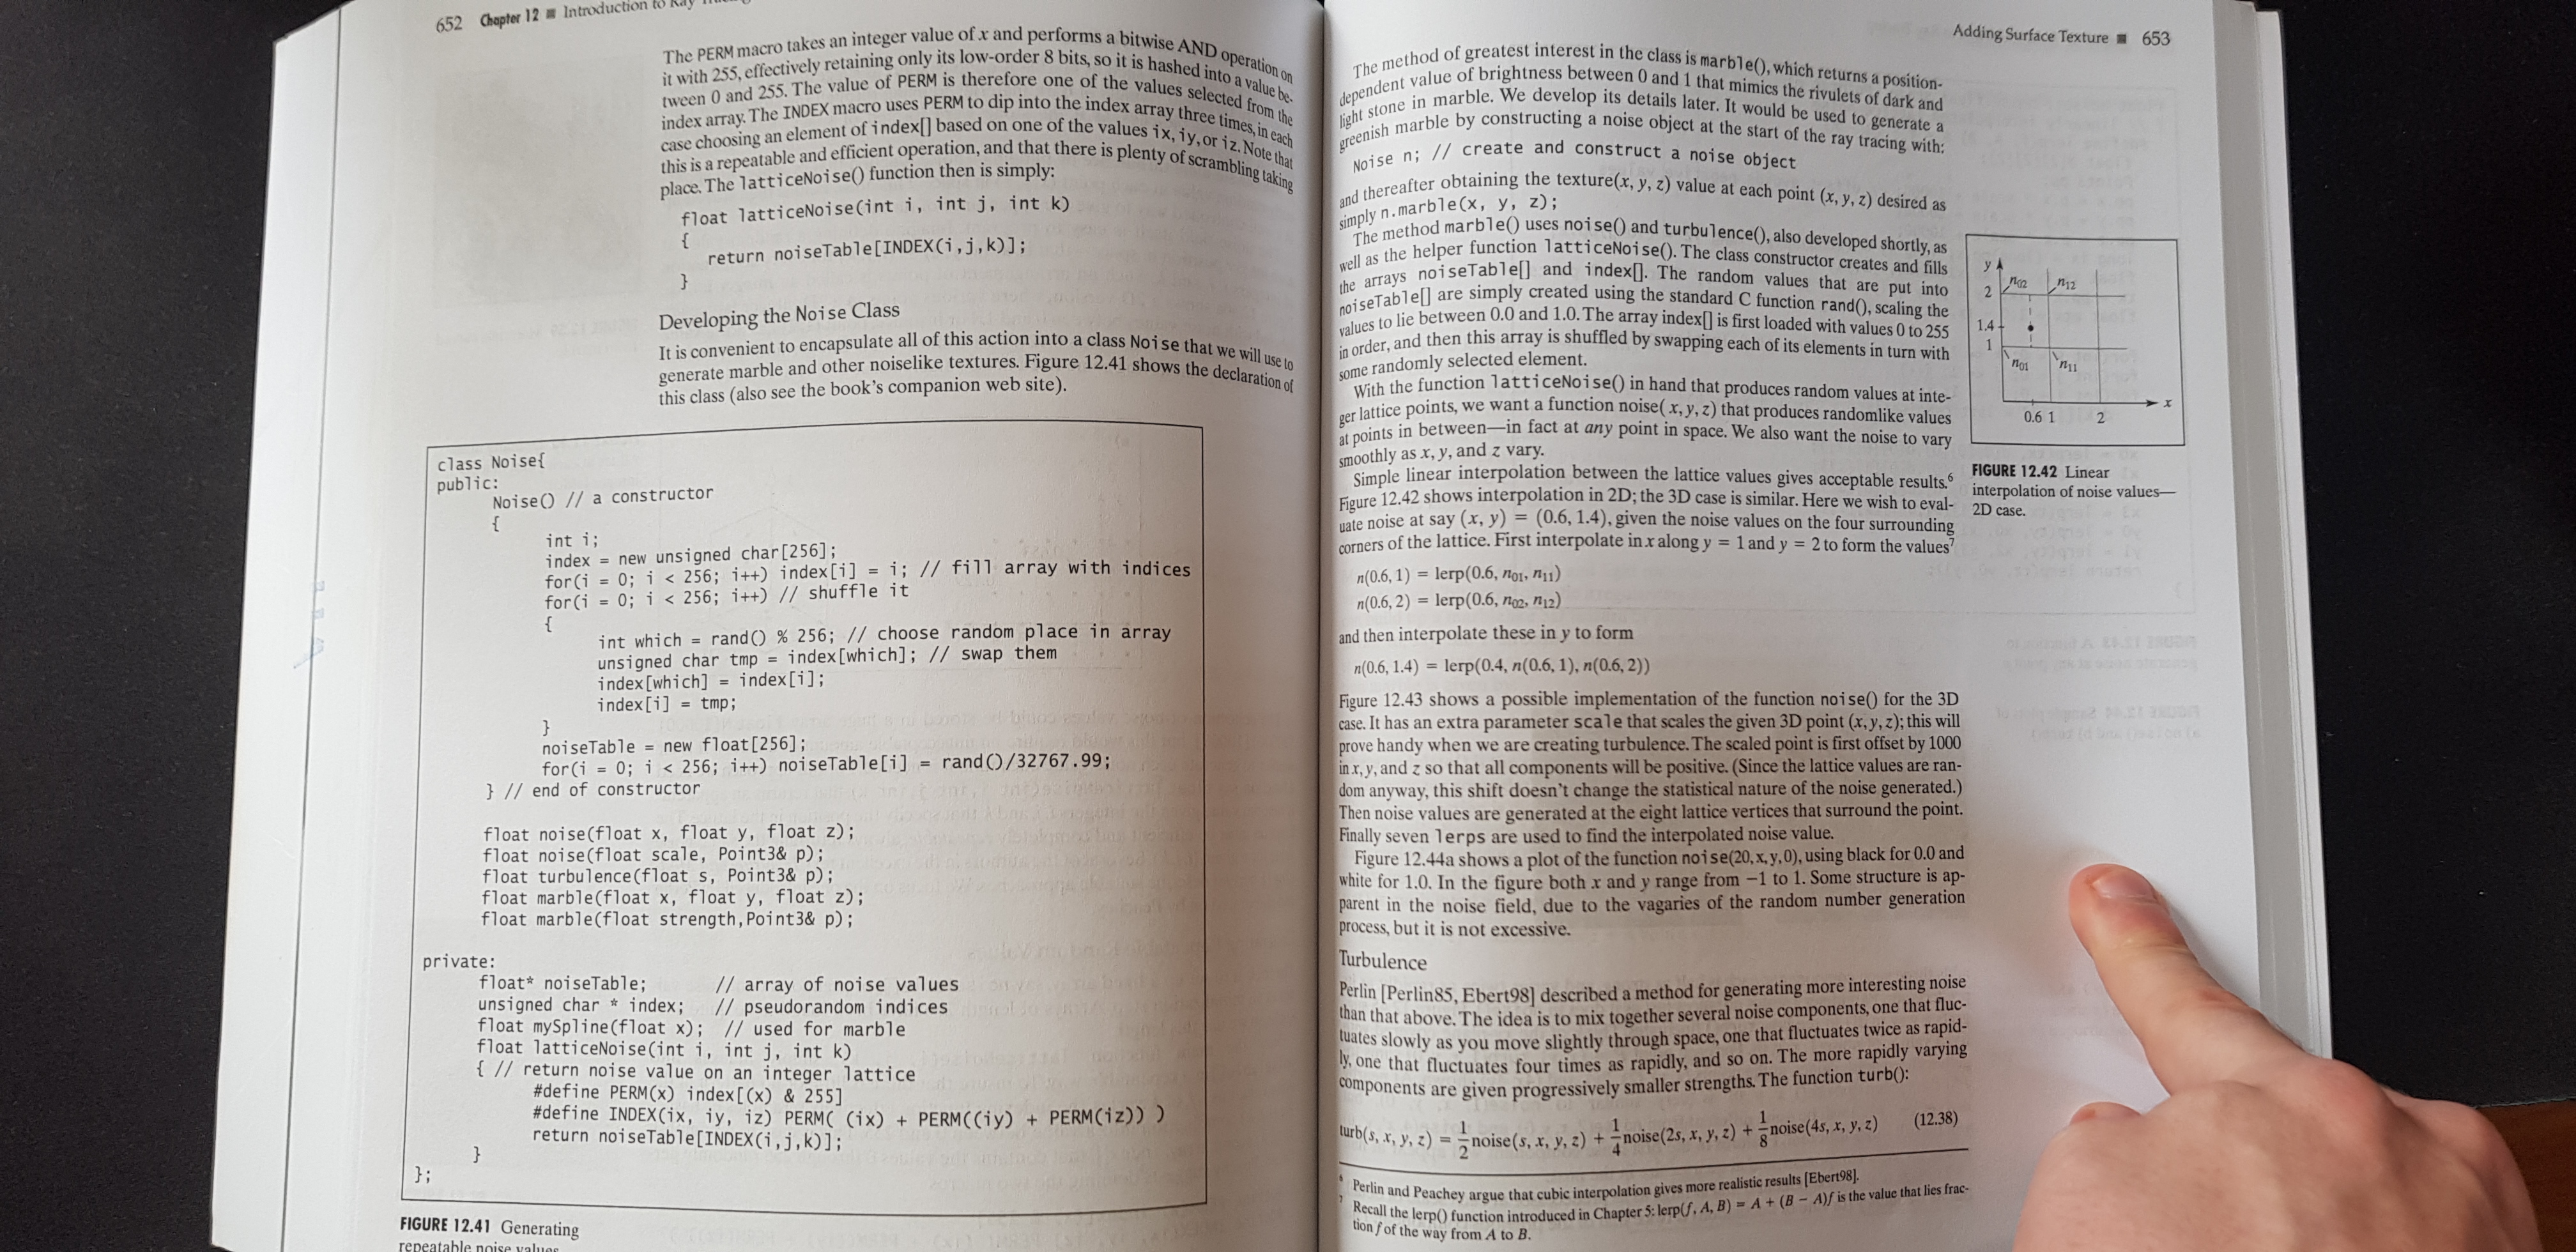 652 Chapter 12 ■ Introduction to Ray
The PERM macro takes an integer value of x and performs a bitwise AND operation on
it with 255, effectively retaining only its low-order 8 bits, so it is hashed into a value be-
tween 0 and 255. The value of PERM is therefore one of the values selected from the
index array. The INDEX macro uses PERM to dip into the index array three times, in each
case choosing an element of index[] based on one of the values ix, iy, or iz. Note that
this is a repeatable and efficient operation, and that there is plenty of scrambling taking
place. The latticeNoise() function then is simply:
float latticeNoise(int i, int j, int k)
{
return noiseTable[INDEX(i,j,k)];
}
Developing the Noise Class
It is convenient to encapsulate all of this action into a class Noise that we will use to
generate marble and other noiselike textures. Figure 12.41 shows the declaration of
this class (also see the book's companion web site).
class Noise{
public:
Noise() // a constructor
{
int i;
index = new unsigned char[256];
for(i = 0; i < 256; i++) index[i] = i; // fill array with indices
for(i = 0; i < 256; i++) // shuffle it
{
int which = rand() % 256; // choose random place in array
unsigned char tmp = index[which]; // swap them
index[which] = index[i];
index[i] = tmp;
}
noiseTable = new float[256];
for(i = 0; i < 256; i++) noiseTable[i] = rand()/32767.99;
} // end of constructor
float noise(float x, float y, float z);
float noise(float scale, Point3& p);
float turbulence(float s, Point3& p);
float marble(float x, float y, float z);
float marble(float strength,Point3& p);
private:
float* noiseTable; // array of noise values
unsigned char * index; // pseudorandom indices
float mySpline(float x); // used for marble
float latticeNoise(int i, int j, int k)
{ // return noise value on an integer lattice
#define PERM(x) index[(x) & 255]
#define INDEX(ix, iy, iz) PERM( (ix) + PERM((iy) + PERM(iz)) )
return noiseTable[INDEX(i,j,k)];
}
};
FIGURE 12.41 Generating
repeatable noise values
Adding Surface Texture ■ 653
The method of greatest interest in the class is marble(), which returns a position-
dependent value of brightness between 0 and 1 that mimics the rivulets of dark and
light stone in marble. We develop its details later. It would be used to generate a
greenish marble by constructing a noise object at the start of the ray tracing with:
Noise n; // create and construct a noise object
and thereafter obtaining the texture(x, y, z) value at each point (x, y, z) desired as
simply n.marble(x, y, z);
The method marble() uses noise() and turbulence(), also developed shortly, as
well as the helper function latticeNoise(). The class constructor creates and fills
the arrays noiseTable[] and index[]. The random values that are put into
noiseTable[] are simply created using the standard C function rand(), scaling the
values to lie between 0.0 and 1.0. The array index[] is first loaded with values 0 to 255
in order, and then this array is shuffled by swapping each of its elements in turn with
some randomly selected element.
With the function latticeNoise() in hand that produces random values at inte-
ger lattice points, we want a function noise(x, y, z) that produces randomlike values
at points in between—in fact at any point in space. We also want the noise to vary
smoothly as x, y, and z vary.
Simple linear interpolation between the lattice values gives acceptable results.⁶
Figure 12.42 shows interpolation in 2D; the 3D case is similar. Here we wish to eval-
uate noise at say (x, y) = (0.6, 1.4), given the noise values on the four surrounding
corners of the lattice. First interpolate in x along y = 1 and y = 2 to form the values⁷
n(0.6, 1) = lerp(0.6, n₀₁, n₁₁)
n(0.6, 2) = lerp(0.6, n₀₂, n₁₂)
and then interpolate these in y to form
n(0.6, 1.4) = lerp(0.4, n(0.6, 1), n(0.6, 2))
Figure 12.43 shows a possible implementation of the function noise() for the 3D
case. It has an extra parameter scale that scales the given 3D point (x, y, z); this will
prove handy when we are creating turbulence. The scaled point is first offset by 1000
in x, y, and z so that all components will be positive. (Since the lattice values are ran-
dom anyway, this shift doesn't change the statistical nature of the noise generated.)
Then noise values are generated at the eight lattice vertices that surround the point.
Finally seven lerps are used to find the interpolated noise value.
Figure 12.44a shows a plot of the function noise(20, x, y, 0), using black for 0.0 and
white for 1.0. In the figure both x and y range from −1 to 1. Some structure is ap-
parent in the noise field, due to the vagaries of the random number generation
process, but it is not excessive.
Turbulence
Perlin [Perlin85, Ebert98] described a method for generating more interesting noise
than that above. The idea is to mix together several noise components, one that fluc-
tuates slowly as you move slightly through space, one that fluctuates twice as rapid-
ly, one that fluctuates four times as rapidly, and so on. The more rapidly varying
components are given progressively smaller strengths. The function turb():
turb(s, x, y, z) = 1/2 noise(s, x, y, z) + 1/4 noise(2s, x, y, z) + 1/8 noise(4s, x, y, z) (12.38)
⁶ Perlin and Peachey argue that cubic interpolation gives more realistic results [Ebert98].
⁷ Recall the lerp() function introduced in Chapter 5: lerp(f, A, B) = A + (B − A)f is the value that lies frac-
tion f of the way from A to B.
y
2 n₀₂ n₁₂
1.4
1
n₀₁ n₁₁
x
0.6 1 2
FIGURE 12.42 Linear
interpolation of noise values—
2D case.